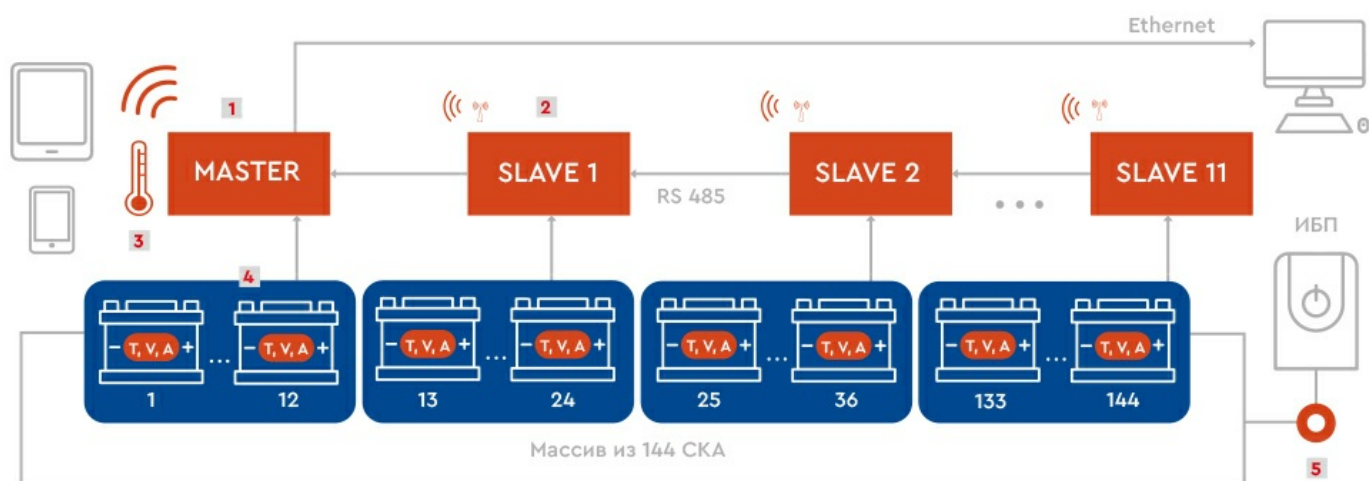 Ethernet
1
2
MASTER
SLAVE 1
SLAVE 2
SLAVE 11
RS 485
...
3
ИБП
4
- T, V, A + ... - T, V, A +
- T, V, A + ... - T, V, A +
- T, V, A + ... - T, V, A +
- T, V, A + ... - T, V, A +
1 12
13 24
25 36
133 144
Массив из 144 СКА
5